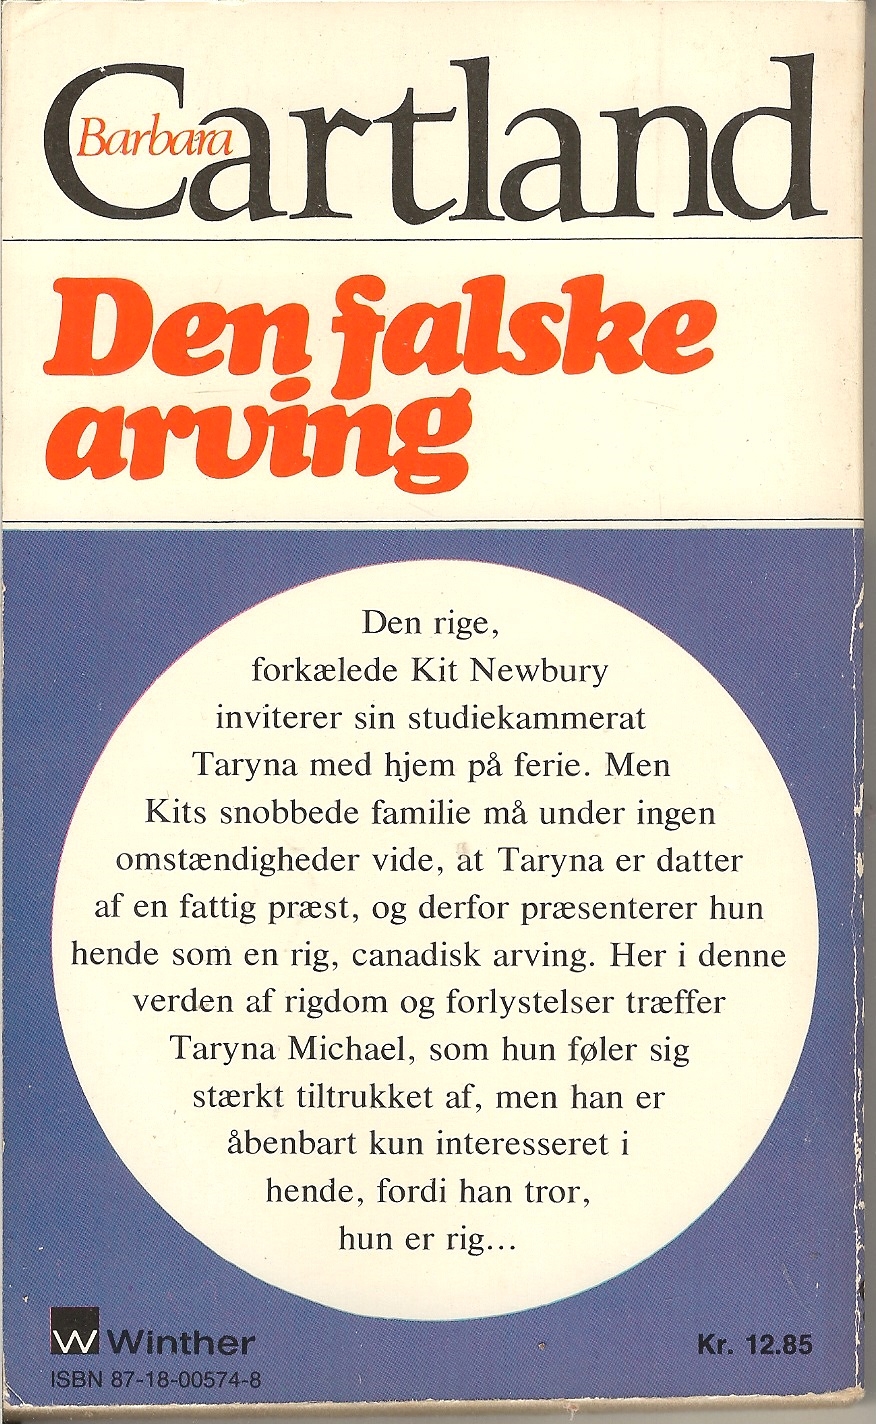 Barbara
Cartland
Den falske
arving
Den rige,
forkælede Kit Newbury
inviterer sin studiekammerat
Taryna med hjem på ferie. Men
Kits snobbede familie må under ingen
omstændigheder vide, at Taryna er datter
af en fattig præst, og derfor præsenterer hun
hende som en rig, canadisk arving. Her i denne
verden af rigdom og forlystelser træffer
Taryna Michael, som hun føler sig
stærkt tiltrukket af, men han er
åbenbart kun interesseret i
hende, fordi han tror,
hun er rig...
W Winther
Kr. 12.85
ISBN 87-18-00574-8